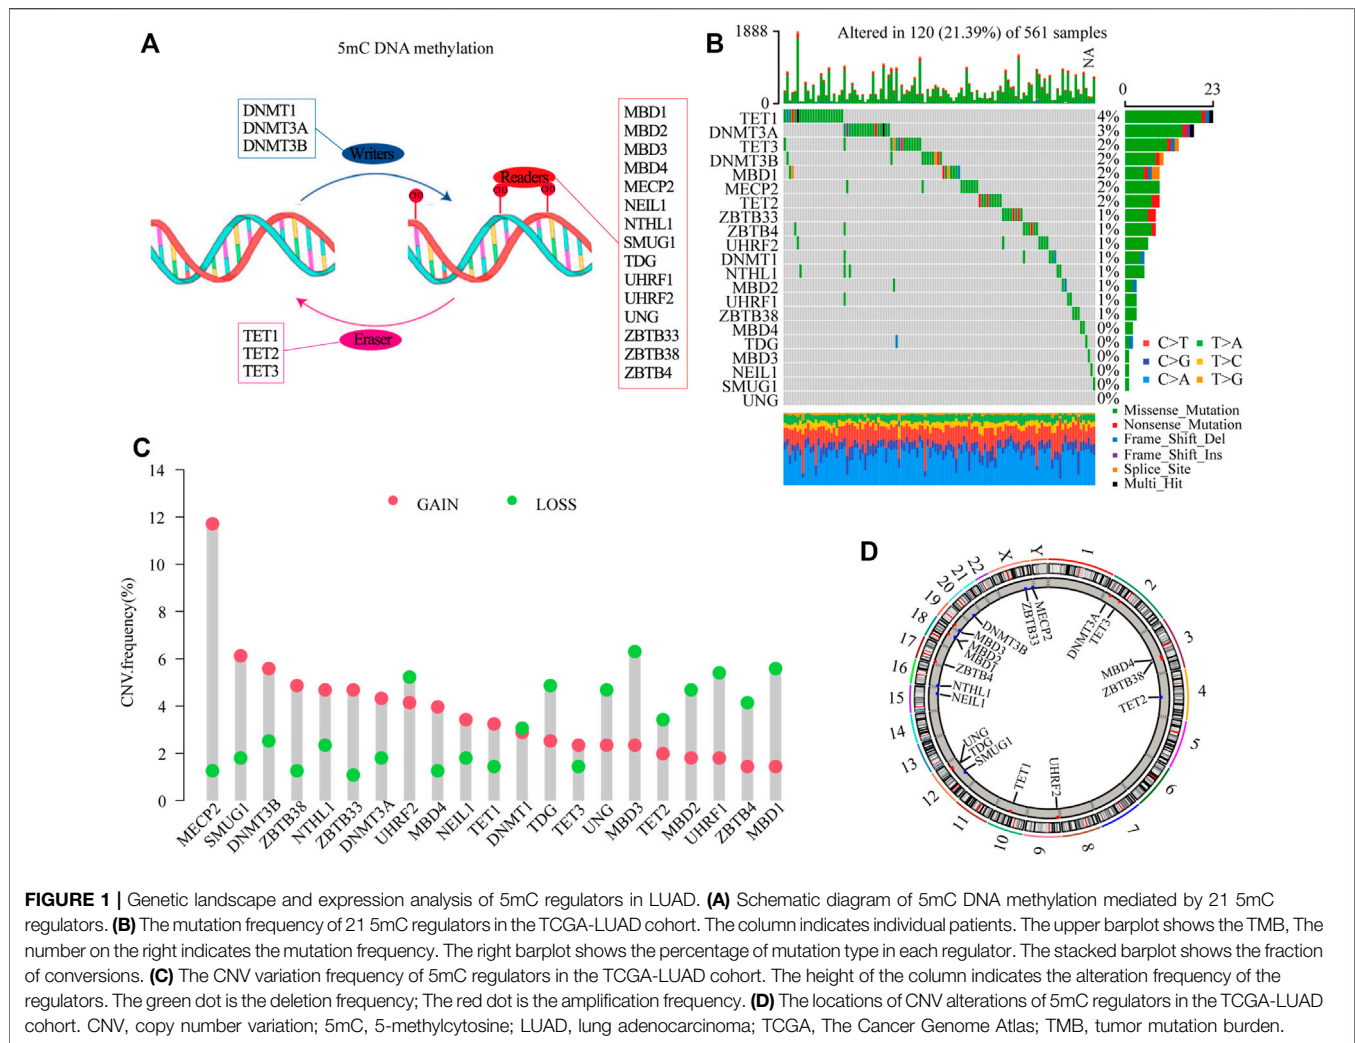 A
5mC DNA methylation
DNMT1
DNMT3A
DNMT3B
Writers
Readers
CH3
CH3
CH3
MBD1
MBD2
MBD3
MBD4
MECP2
NEIL1
NTHL1
SMUG1
TDG
UHRF1
UHRF2
UNG
ZBTB33
ZBTB38
ZBTB4
TET1
TET2
TET3
Eraser
B
Altered in 120 (21.39%) of 561 samples
1888
0
NA
0 23
TET1 4%
DNMT3A 3%
TET3 2%
DNMT3B 2%
MBD1 2%
MECP2 2%
TET2 2%
ZBTB33 1%
ZBTB4 1%
UHRF2 1%
DNMT1 1%
NTHL1 1%
MBD2 1%
UHRF1 1%
ZBTB38 1%
MBD4 0%
TDG 0%
MBD3 0%
NEIL1 0%
SMUG1 0%
UNG 0%
C>T T>A
C>G T>C
C>A T>G
Missense_Mutation
Nonsense_Mutation
Frame_Shift_Del
Frame_Shift_Ins
Splice_Site
Multi_Hit
C
CNV.frequency(%)
14
12
10
8
6
4
2
0
GAIN LOSS
MECP2
SMUG1
DNMT3B
ZBTB38
NTHL1
ZBTB33
DNMT3A
UHRF2
MBD4
NEIL1
TET1
DNMT1
TDG
TET3
UNG
MBD3
TET2
MBD2
UHRF1
ZBTB4
MBD1
D
1
2
3
4
5
6
7
8
9
10
11
12
13
14
15
16
17
18
19
20
21
22
X
Y
DNMT3A
TET3
MBD4
ZBTB38
TET2
UHRF2
TET1
SMUG1
TDG
UNG
NEIL1
NTHL1
ZBTB4
MBD1
MBD3
DNMT3B
ZBTB33
MECP2
FIGURE 1 | Genetic landscape and expression analysis of 5mC regulators in LUAD. (A) Schematic diagram of 5mC DNA methylation mediated by 21 5mC
regulators. (B) The mutation frequency of 21 5mC regulators in the TCGA-LUAD cohort. The column indicates individual patients. The upper barplot shows the TMB, The
number on the right indicates the mutation frequency. The right barplot shows the percentage of mutation type in each regulator. The stacked barplot shows the fraction
of conversions. (C) The CNV variation frequency of 5mC regulators in the TCGA-LUAD cohort. The height of the column indicates the alteration frequency of the
regulators. The green dot is the deletion frequency; The red dot is the amplification frequency. (D) The locations of CNV alterations of 5mC regulators in the TCGA-LUAD
cohort. CNV, copy number variation; 5mC, 5-methylcytosine; LUAD, lung adenocarcinoma; TCGA, The Cancer Genome Atlas; TMB, tumor mutation burden.